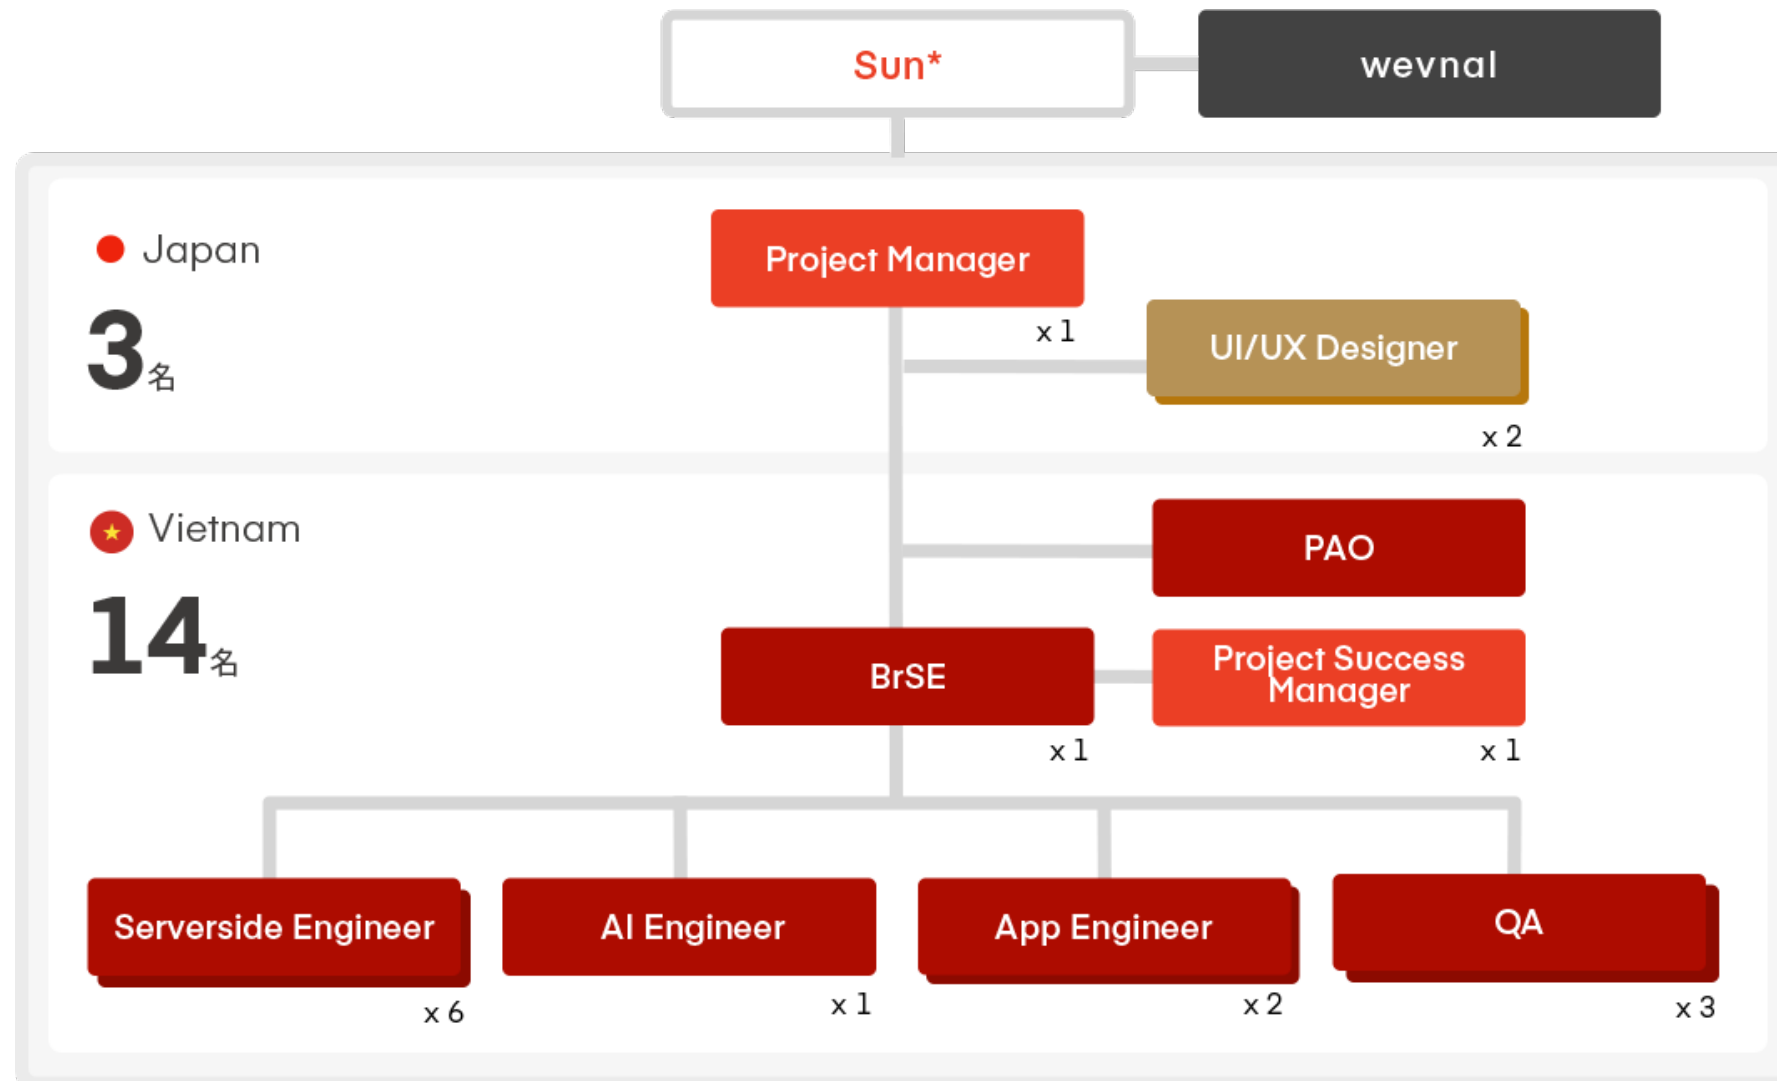 Sun*
wevnal
Japan
3名
Project Manager
x 1
UI/UX Designer
x 2
Vietnam
14名
PAO
BrSE
x 1
Project Success
Manager
x 1
Serverside Engineer
x 6
AI Engineer
x 1
App Engineer
x 2
QA
x 3